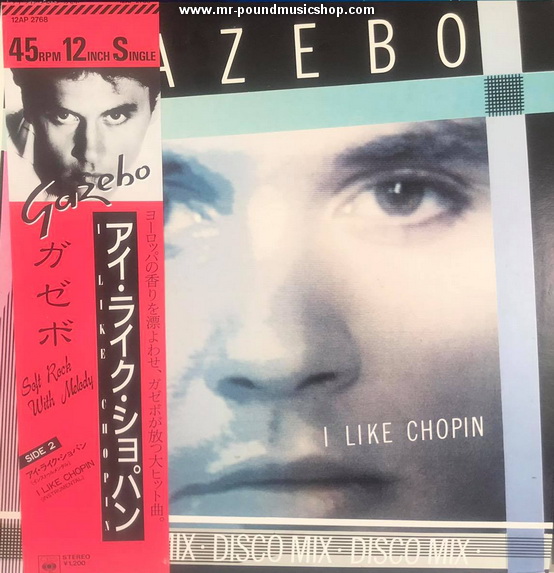 www.mr-poundmusicshop.com
12AP 2768
45RPM 12INCH SINGLE
AZEBO
Gazebo
ガゼボ
Soft Rock
With Melody
I LIKE CHOPIN
アイ・ライク・ショパン
ヨーロッパの香りを漂よわせ、ガゼボが放つ大ヒット曲。
SIDE 2
アイ・ライク・ショパン
I LIKE CHOPIN
(INSTRUMENTAL)
STEREO
¥1,200
I LIKE CHOPIN
MIX・DISCO MIX・DISCO MIX・